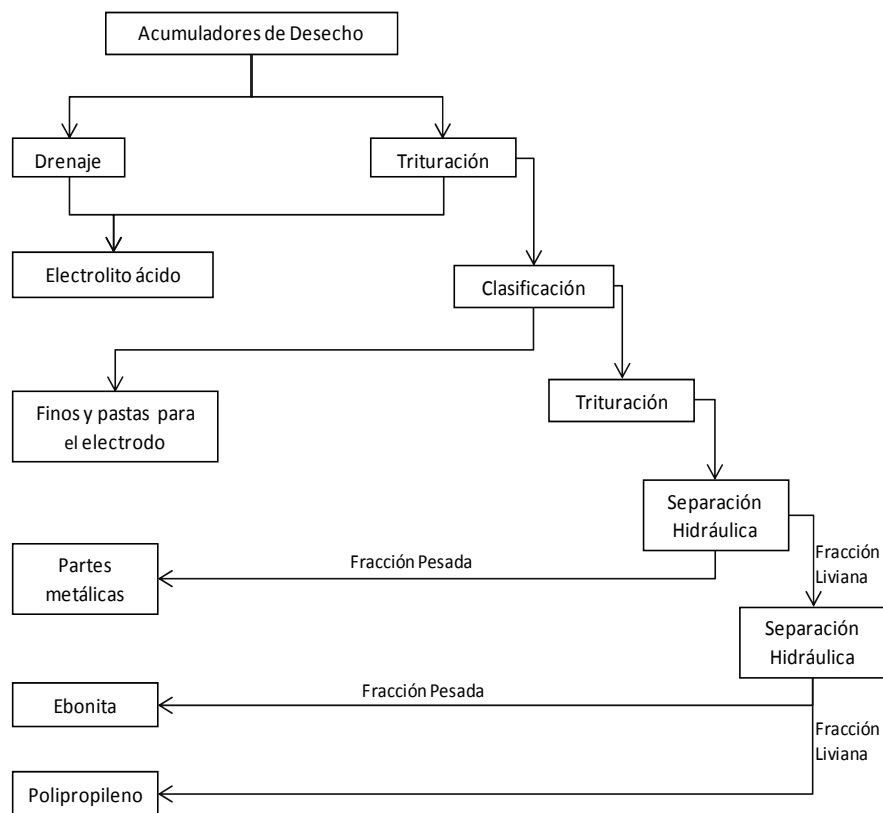 Acumuladores de Desecho
Drenaje
Trituración
Electrolito ácido
Clasificación
Finos y pastas para
el electrodo
Trituración
Separación
Hidráulica
Partes
metálicas
Fracción Pesada
Fracción
Liviana
Separación
Hidráulica
Ebonita
Fracción Pesada
Fracción
Liviana
Polipropileno